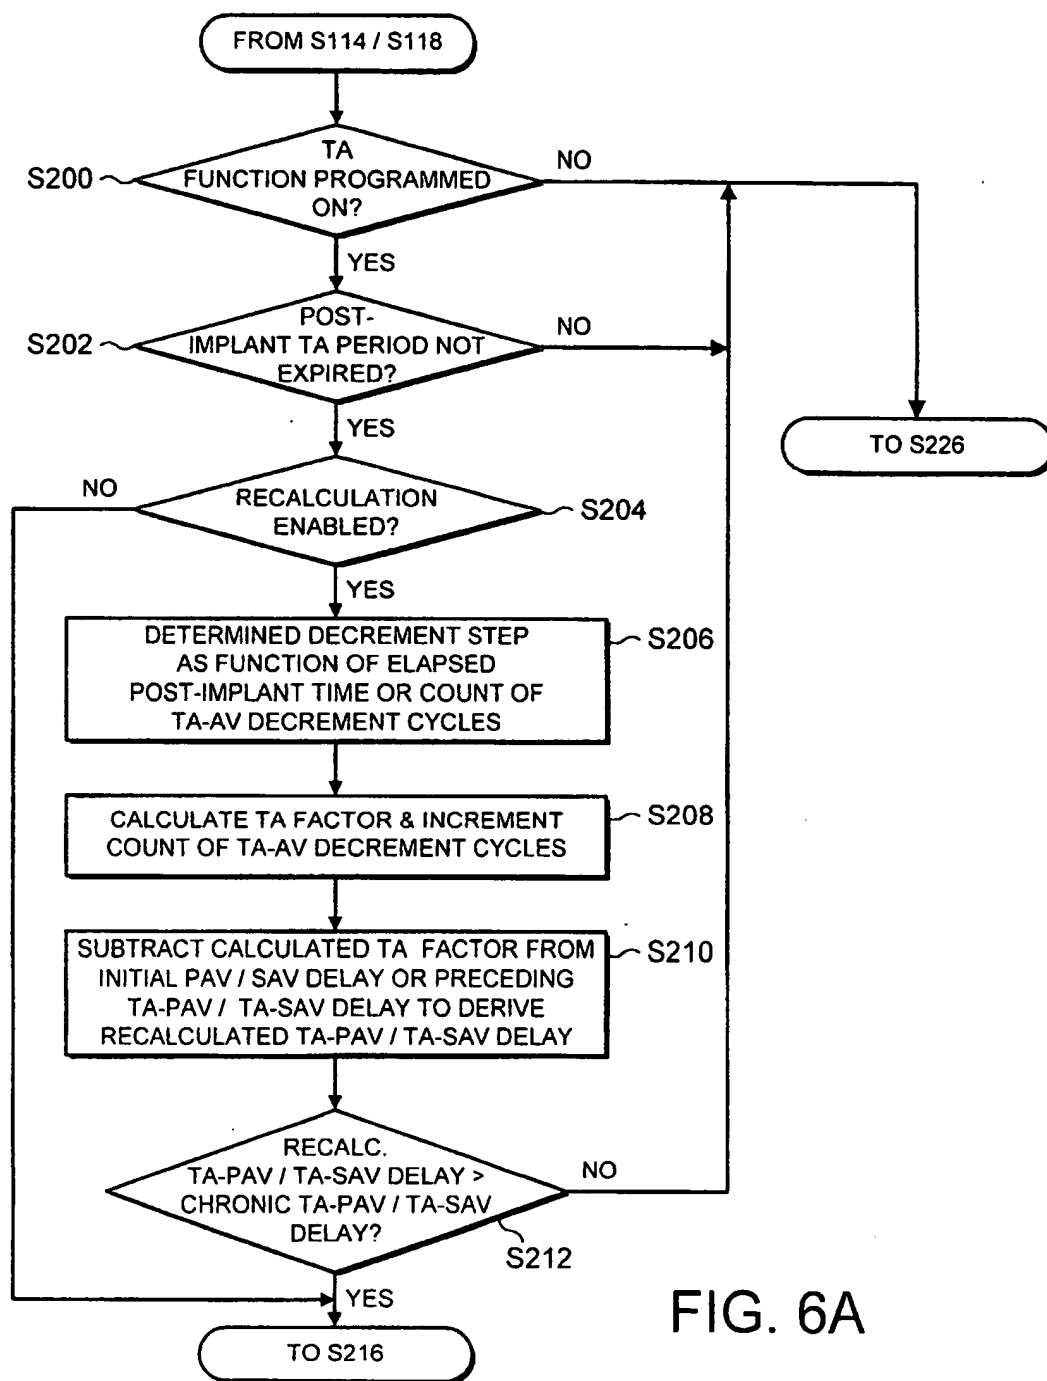 FROM S114 / S118
S200
TA
FUNCTION PROGRAMMED
ON?
NO
YES
S202
POST-
IMPLANT TA PERIOD NOT
EXPIRED?
NO
YES
TO S226
NO
RECALCULATION
ENABLED?
S204
YES
DETERMINED DECREMENT STEP
AS FUNCTION OF ELAPSED
POST-IMPLANT TIME OR COUNT OF
TA-AV DECREMENT CYCLES
S206
CALCULATE TA FACTOR & INCREMENT
COUNT OF TA-AV DECREMENT CYCLES
S208
SUBTRACT CALCULATED TA FACTOR FROM
INITIAL PAV / SAV DELAY OR PRECEDING
TA-PAV / TA-SAV DELAY TO DERIVE
RECALCULATED TA-PAV / TA-SAV DELAY
S210
RECALC.
TA-PAV / TA-SAV DELAY >
CHRONIC TA-PAV / TA-SAV
DELAY?
NO
S212
YES
TO S216
FIG. 6A